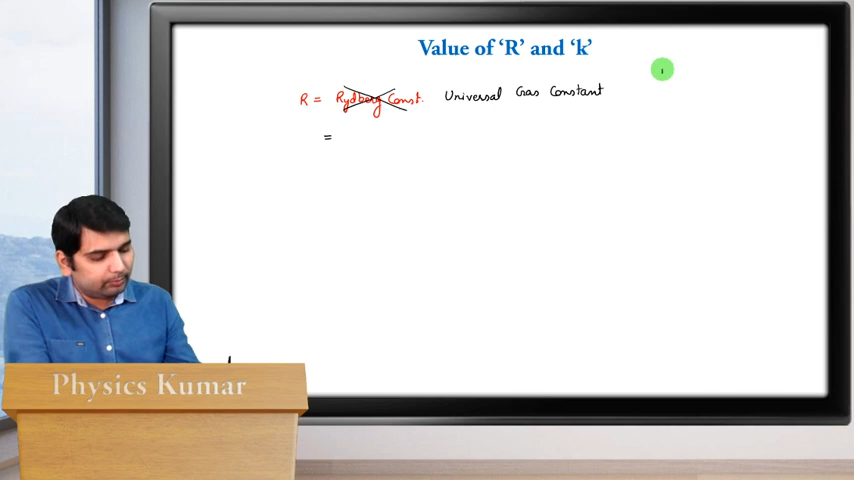 Value of ‘R’ and ‘k’
R = Rydberg Const. Universal Gas Constant
=
Physics Kumar